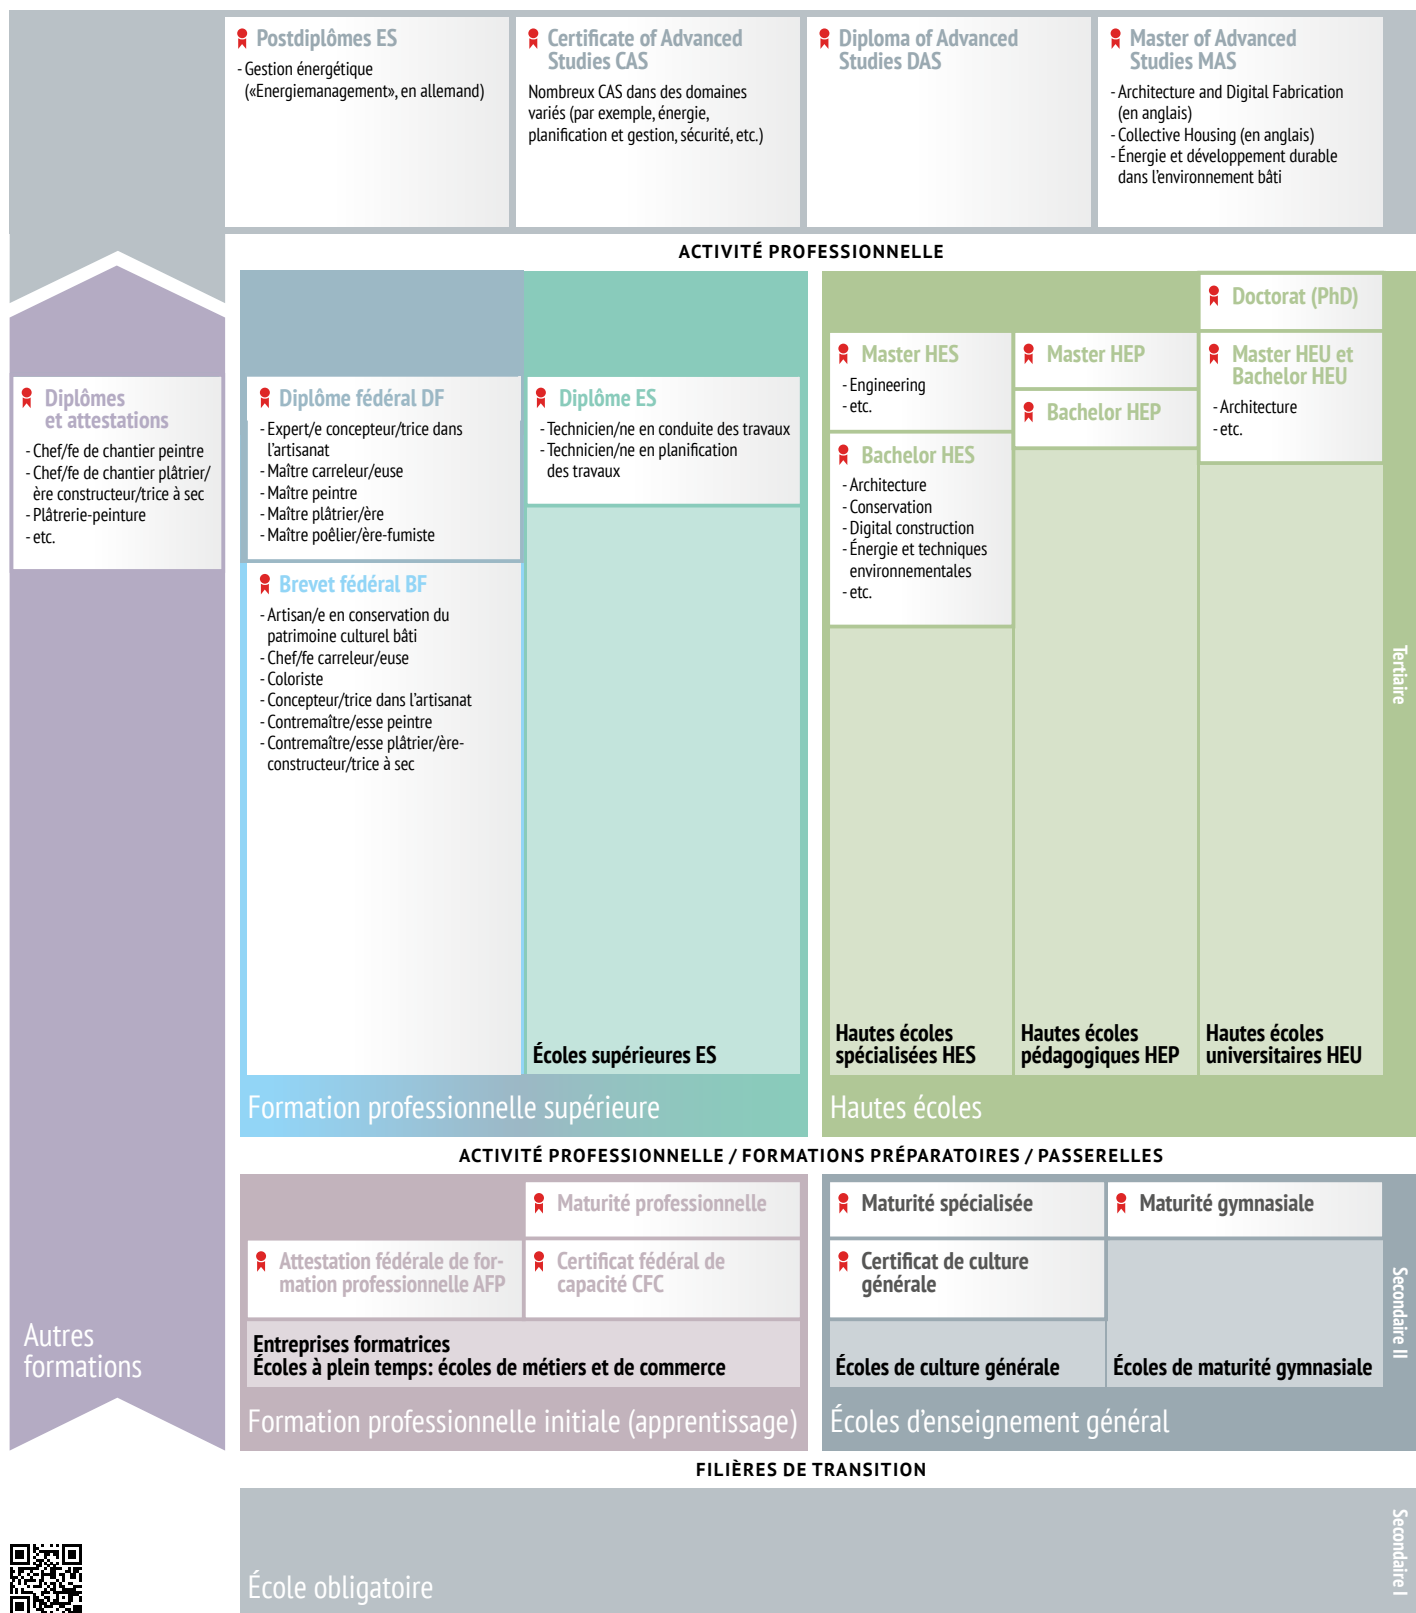 Postdiplômes ES
- Gestion énergétique
(«Energiemanagement», en allemand)
Certificate of Advanced
Studies CAS
Nombreux CAS dans des domaines
variés (par exemple, énergie,
planification et gestion, sécurité, etc.)
Diploma of Advanced
Studies DAS
Master of Advanced
Studies MAS
- Architecture and Digital Fabrication
(en anglais)
- Collective Housing (en anglais)
- Énergie et développement durable
dans l’environnement bâti
ACTIVITÉ PROFESSIONNELLE
Diplômes
et attestations
- Chef/fe de chantier peintre
- Chef/fe de chantier plâtrier/
ère constructeur/trice à sec
- Plâtrerie-peinture
- etc.
Autres
formations
Diplôme fédéral DF
- Expert/e concepteur/trice dans
l’artisanat
- Maître carreleur/euse
- Maître peintre
- Maître plâtrier/ère
- Maître poêlier/ère-fumiste
Brevet fédéral BF
- Artisan/e en conservation du
patrimoine culturel bâti
- Chef/fe carreleur/euse
- Coloriste
- Concepteur/trice dans l’artisanat
- Contremaître/esse peintre
- Contremaître/esse plâtrier/ère-
constructeur/trice à sec
Diplôme ES
- Technicien/ne en conduite des travaux
- Technicien/ne en planification
des travaux
Écoles supérieures ES
Formation professionnelle supérieure
Master HES
- Engineering
- etc.
Bachelor HES
- Architecture
- Conservation
- Digital construction
- Énergie et techniques
environnementales
- etc.
Hautes écoles
spécialisées HES
Master HEP
Bachelor HEP
Hautes écoles
pédagogiques HEP
Doctorat (PhD)
Master HEU et
Bachelor HEU
- Architecture
- etc.
Hautes écoles
universitaires HEU
Hautes écoles
Tertiaire
ACTIVITÉ PROFESSIONNELLE / FORMATIONS PRÉPARATOIRES / PASSERELLES
Maturité professionnelle
Attestation fédérale de for-
mation professionnelle AFP
Certificat fédéral de
capacité CFC
Entreprises formatrices
Écoles à plein temps: écoles de métiers et de commerce
Formation professionnelle initiale (apprentissage)
Maturité spécialisée
Certificat de culture
générale
Écoles de culture générale
Maturité gymnasiale
Écoles de maturité gymnasiale
Écoles d’enseignement général
Secondaire II
FILIÈRES DE TRANSITION
École obligatoire
Secondaire I